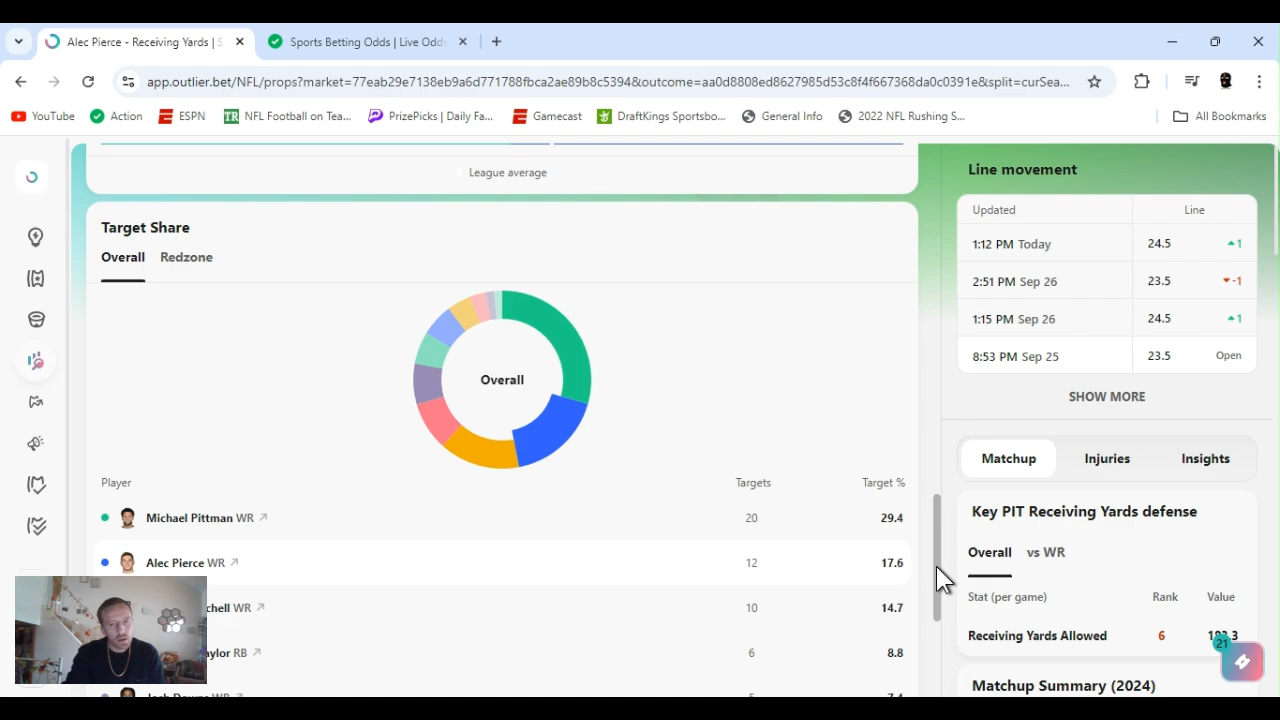 Alec Pierce - Receiving Yards | S
Sports Betting Odds | Live Odd
app.outlier.bet/NFL/props?market=77eab29e7138eb9a6d771788fbca2ae89b8c5394&outcome=aa0d8808ed8627985d53c8f4f667368da0c0391e&split=curSea...
YouTube
Action
ESPN
NFL Football on Tea...
PrizePicks | Daily Fa...
Gamecast
DraftKings Sportsbo...
General Info
2022 NFL Rushing S...
All Bookmarks
League average
Target Share
Overall Redzone
Overall
Player Targets Target %
Michael Pittman WR 20 29.4
Alec Pierce WR 12 17.6
chell WR 10 14.7
aylor RB 6 8.8
Line movement
Updated Line
1:12 PM Today 24.5 1
2:51 PM Sep 26 23.5 -1
1:15 PM Sep 26 24.5 1
8:53 PM Sep 25 23.5 Open
SHOW MORE
Matchup Injuries Insights
Key PIT Receiving Yards defense
Overall vs WR
Stat (per game) Rank Value
Receiving Yards Allowed 6
21
Matchup Summary (2024)